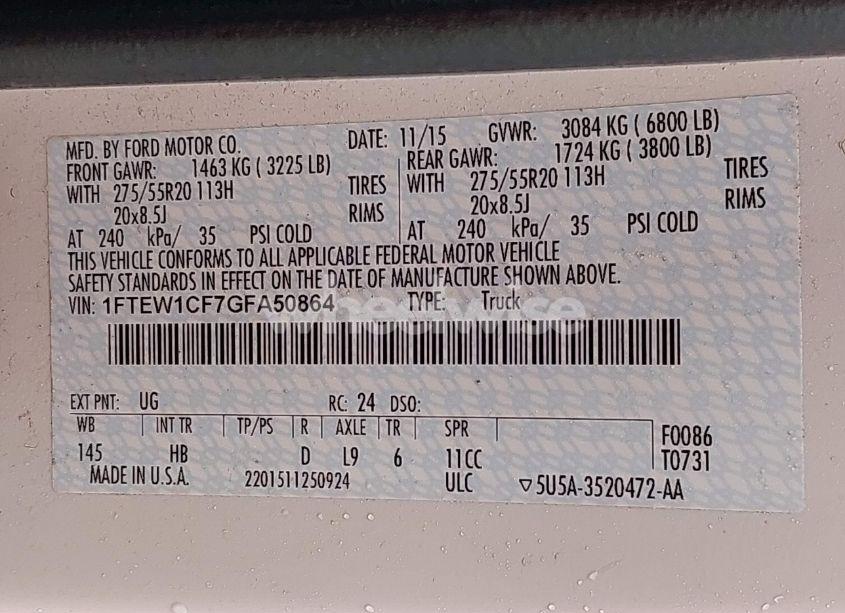 MFD. BY FORD MOTOR CO. DATE: 11/15 GVWR: 3084 KG ( 6800 LB)
FRONT GAWR: 1463 KG ( 3225 LB) REAR GAWR: 1724 KG ( 3800 LB)
WITH 275/55R20 113H TIRES WITH 275/55R20 113H TIRES
20x8.5J RIMS 20x8.5J RIMS
AT 240 kPa/ 35 PSI COLD AT 240 kPa/ 35 PSI COLD
THIS VEHICLE CONFORMS TO ALL APPLICABLE FEDERAL MOTOR VEHICLE
SAFETY STANDARDS IN EFFECT ON THE DATE OF MANUFACTURE SHOWN ABOVE.
VIN: 1FTEW1CF7GFA50864 TYPE: Truck
wheelwise
EXT PNT: UG RC: 24 DSO:
WB INT TR TP/PS R AXLE TR SPR F0086
145 HB D L9 6 11CC T0731
MADE IN U.S.A. 2201511250924 ULC ▽5U5A-3520472-AA